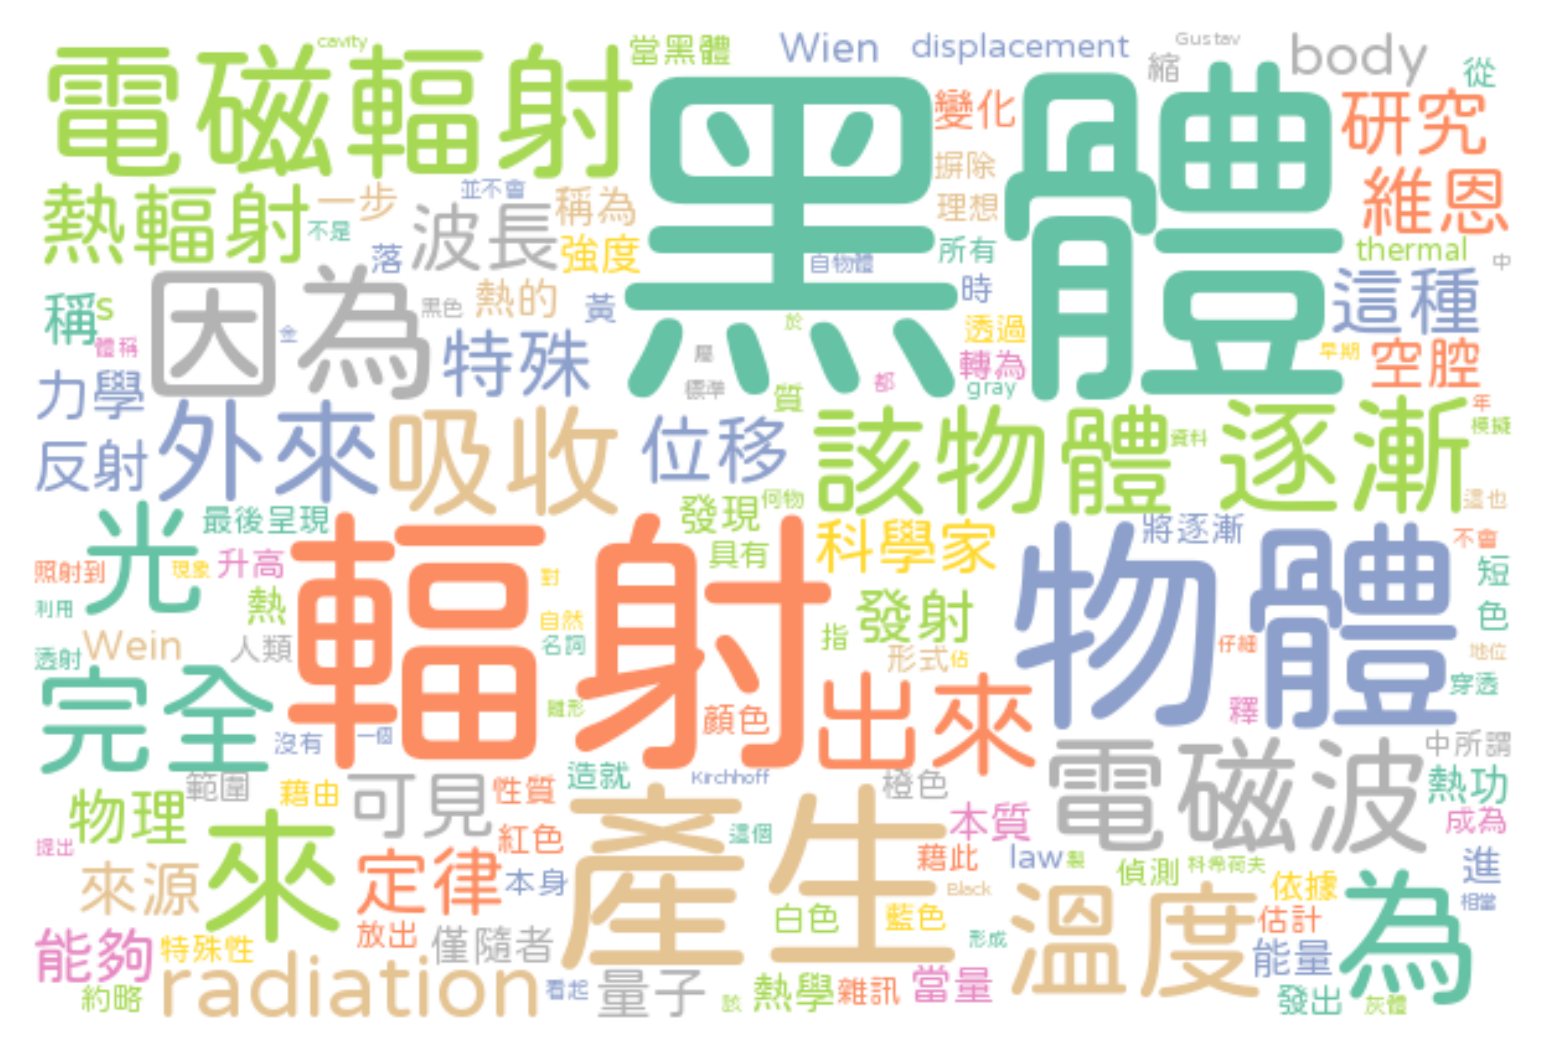 cavity
電磁輻射
當黑體
Wien
displacement
Gustav
縮
body
從
黑體
變化
研究
摒除
維恩
熱輻射
一步
並不會
波長
稱為
理想
不是
落
強度
所有
自物體
thermal
中
因為
黑色
熱的
黃
時
這種
稱
s
金
特殊
於
透過
體稱
屬
轉為
早期
空腔
力學
標準
質
都
gray
年
反射
外來
吸收
位移
該物體
資料
逐漸
模擬
光
最後呈現
發現
何物
這也
輻射
科學家
物體
將逐漸
不會
照射到
現象
升高
對
具有
短
利用
熱
自然
指
發射
色
透射
Wein
人類
名詞
形式
佔
仔細
地位
完全
雛形
顏色
出來
釋
穿透
沒有
一個
電磁波
中所謂
範圍
藉由
可見
性質
造就
Kirchhoff
橙色
熱功
物理
來
紅色
產生
這個
本質
成為
提出
定律
本身
藉此
law
製
偵測
科希荷夫
依據
進
來源
Black
溫度
為
相當
能夠
特殊性
放出
僅隨者
白色
藍色
形成
估計
能量
約略
radiation
看起
量子
該
熱學
雜訊
當量
發出
灰體